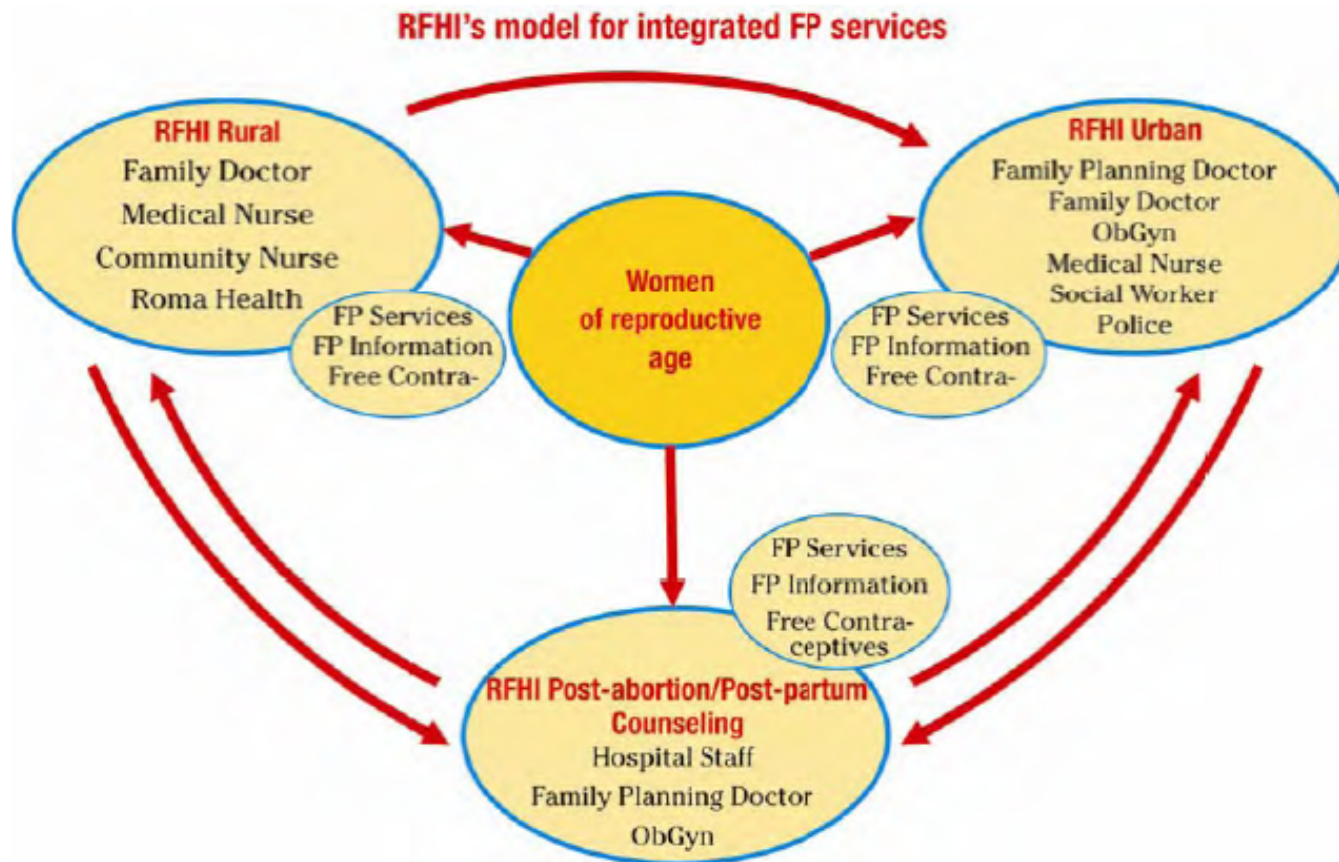 RFHI's model for integrated FP services
RFHI Rural
Family Doctor
Medical Nurse
Community Nurse
Roma Health
FP Services
FP Information
Free Contra-
Women
of reproductive
age
RFHI Urban
Family Planning Doctor
Family Doctor
ObGyn
Medical Nurse
Social Worker
Police
FP Services
FP Information
Free Contra-
FP Services
FP Information
Free Contra-
ceptives
RFHI Post-abortion/Post-partum
Counseling
Hospital Staff
Family Planning Doctor
ObGyn